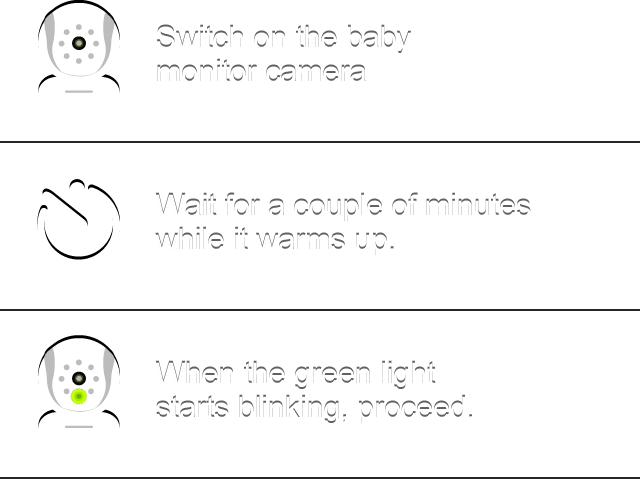 Switch on the baby
monitor camera
Wait for a couple of minutes
while it warms up.
When the green light
starts blinking, proceed.